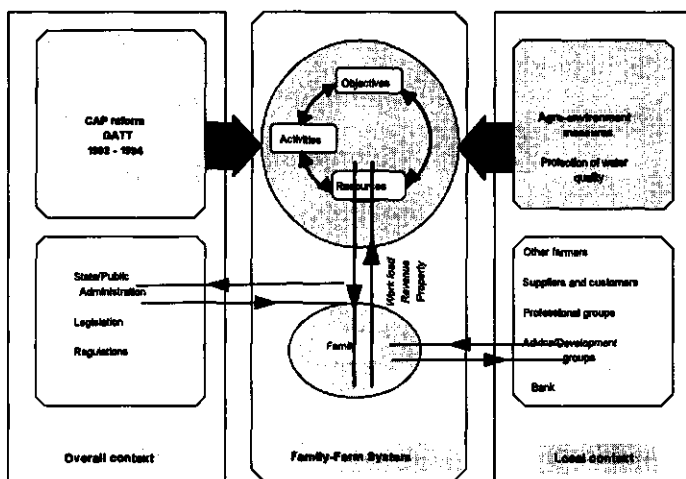 CAP reform
GATT
1992 - 1994
Objectives
Activities
Resources
Agro-environment
measures
Protection of water
quality
Work load
Revenue
Property
State/Public
Administration
Legislation
Regulations
Family
Other farmers
Suppliers and customers
Professional groups
Advice/Development
groups
Bank
Overall context
Family-Farm System
Local context